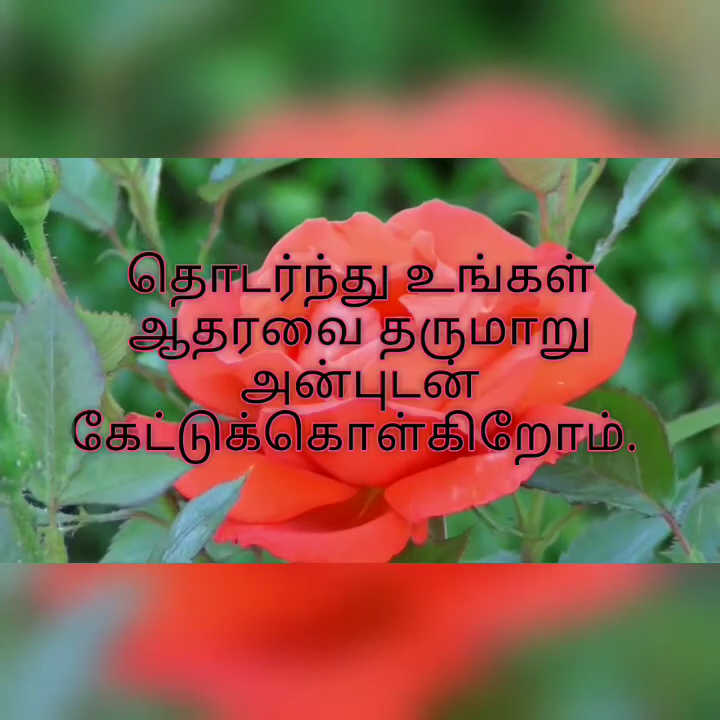 தொடர்ந்து உங்கள்
ஆதரவை தருமாறு
அன்புடன்
கேட்டுக்கொள்கிறோம்.